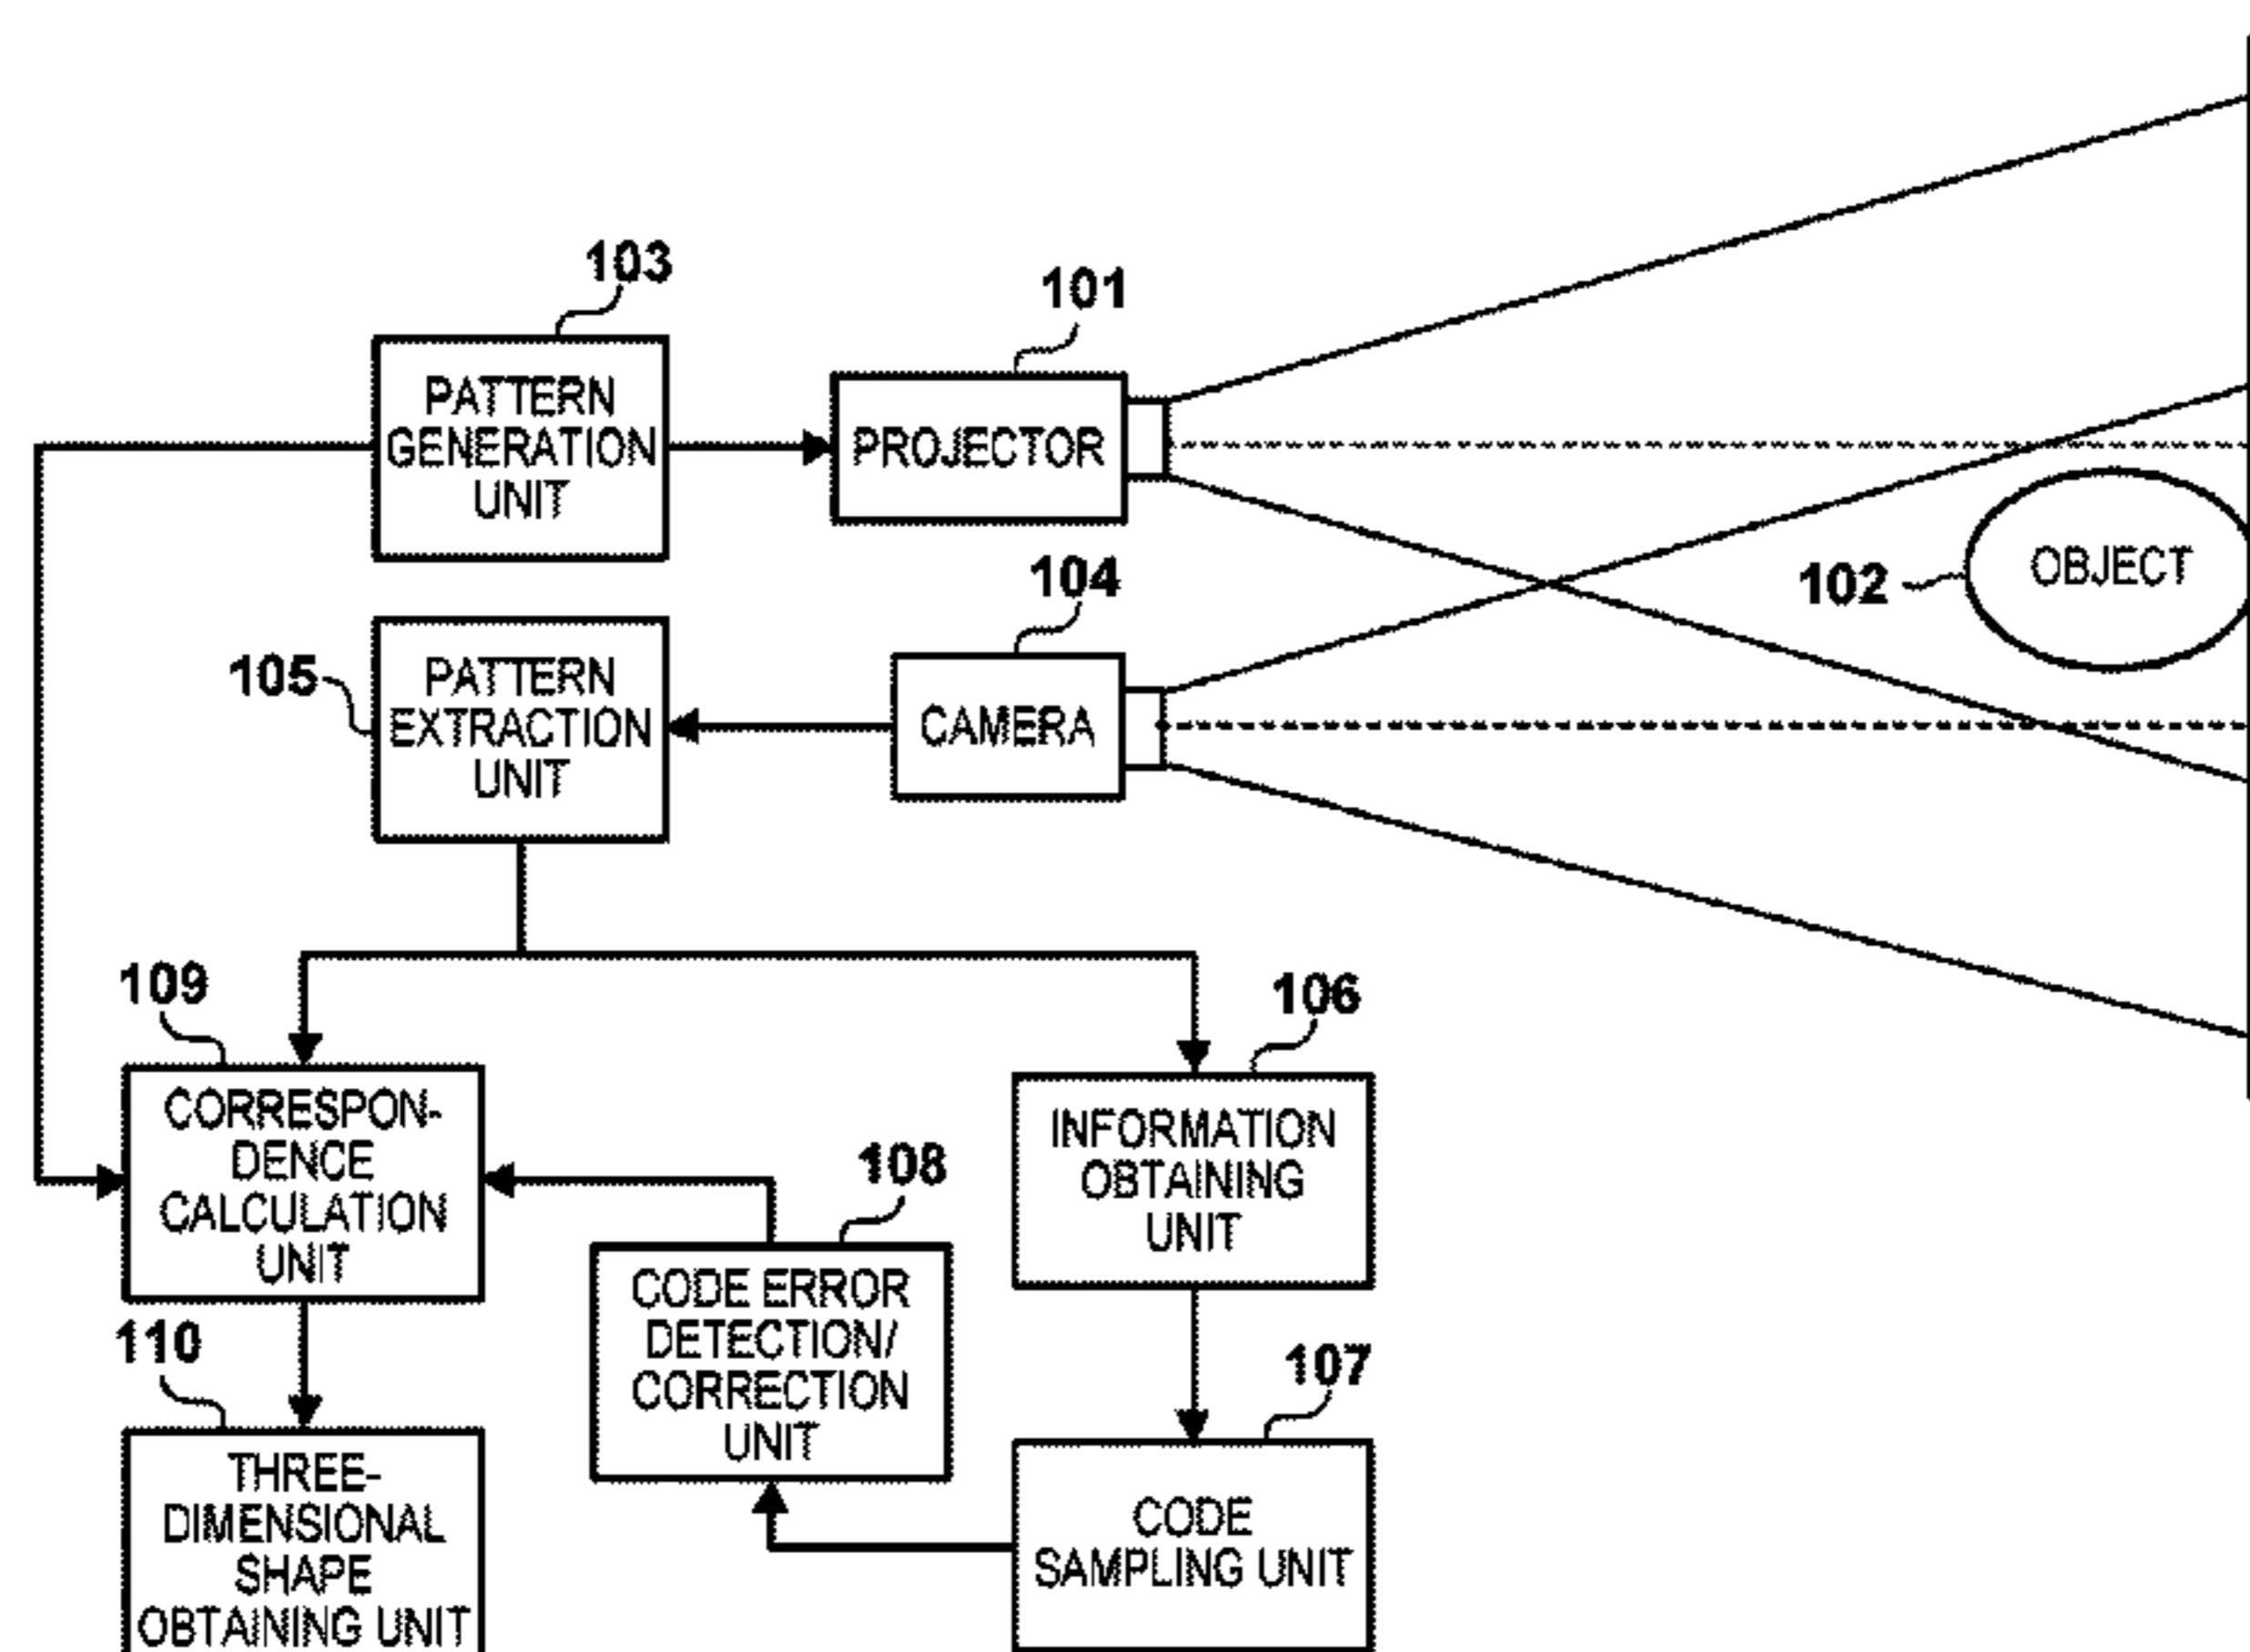 103
PATTERN
GENERATION
UNIT
101
PROJECTOR
102
OBJECT
104
CAMERA
105
PATTERN
EXTRACTION
UNIT
109
CORRESPON-
DENCE
CALCULATION
UNIT
106
INFORMATION
OBTAINING
UNIT
108
CODE ERROR
DETECTION/
CORRECTION
UNIT
110
THREE-
DIMENSIONAL
SHAPE
OBTAINING UNIT
107
CODE
SAMPLING UNIT